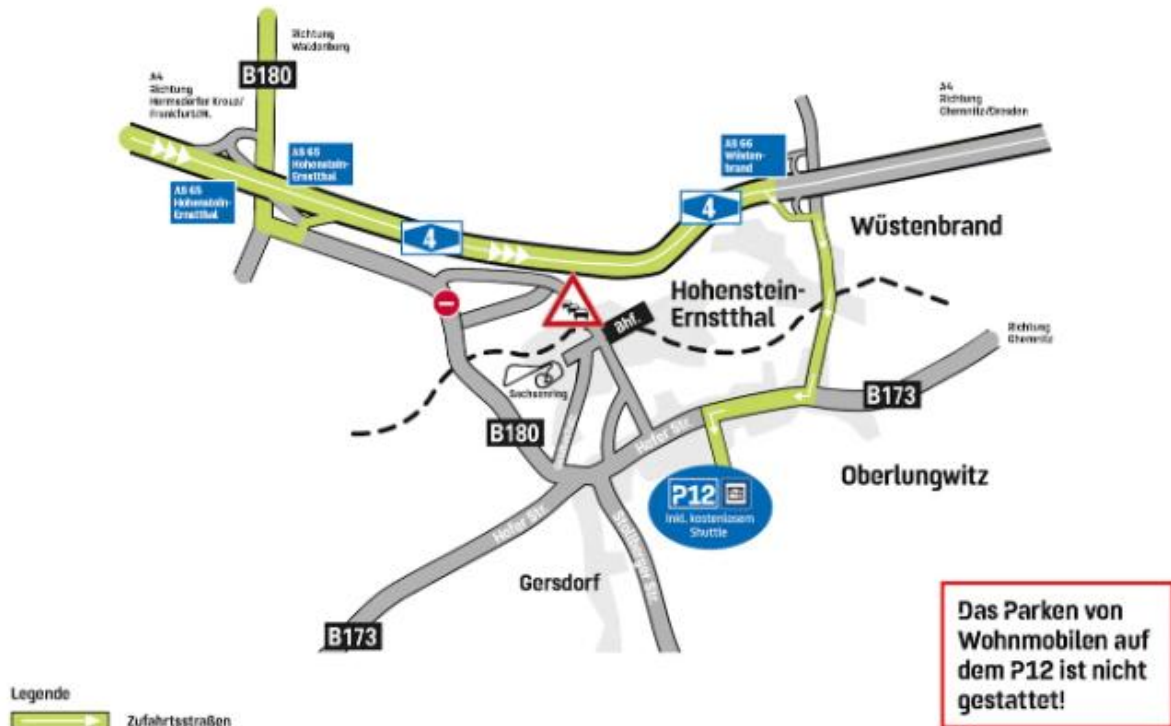 Richtung
Waldenburg
B180
A4
Richtung
Hermsdorfer Kreuz/
Frankfurt/M.
A4
Richtung
Chemnitz/Dresden
AS 65
Hohenstein-
Ernstthal
AS 66
Wüsten-
brand
AS 65
Hohenstein-
Ernstthal
4
4
Wüstenbrand
Hohenstein-
Ernstthal
Bhf.
Richtung
Chemnitz
Sachsenring
B173
B180
Hofer Str.
Oberlungwitz
P12
inkl. kostenlosem
Shuttle
Hofer Str.
Stollberger Str.
Gersdorf
B173
Das Parken von
Wohnmobilen auf
dem P12 ist nicht
gestattet!
Legende
Zufahrtsstraßen